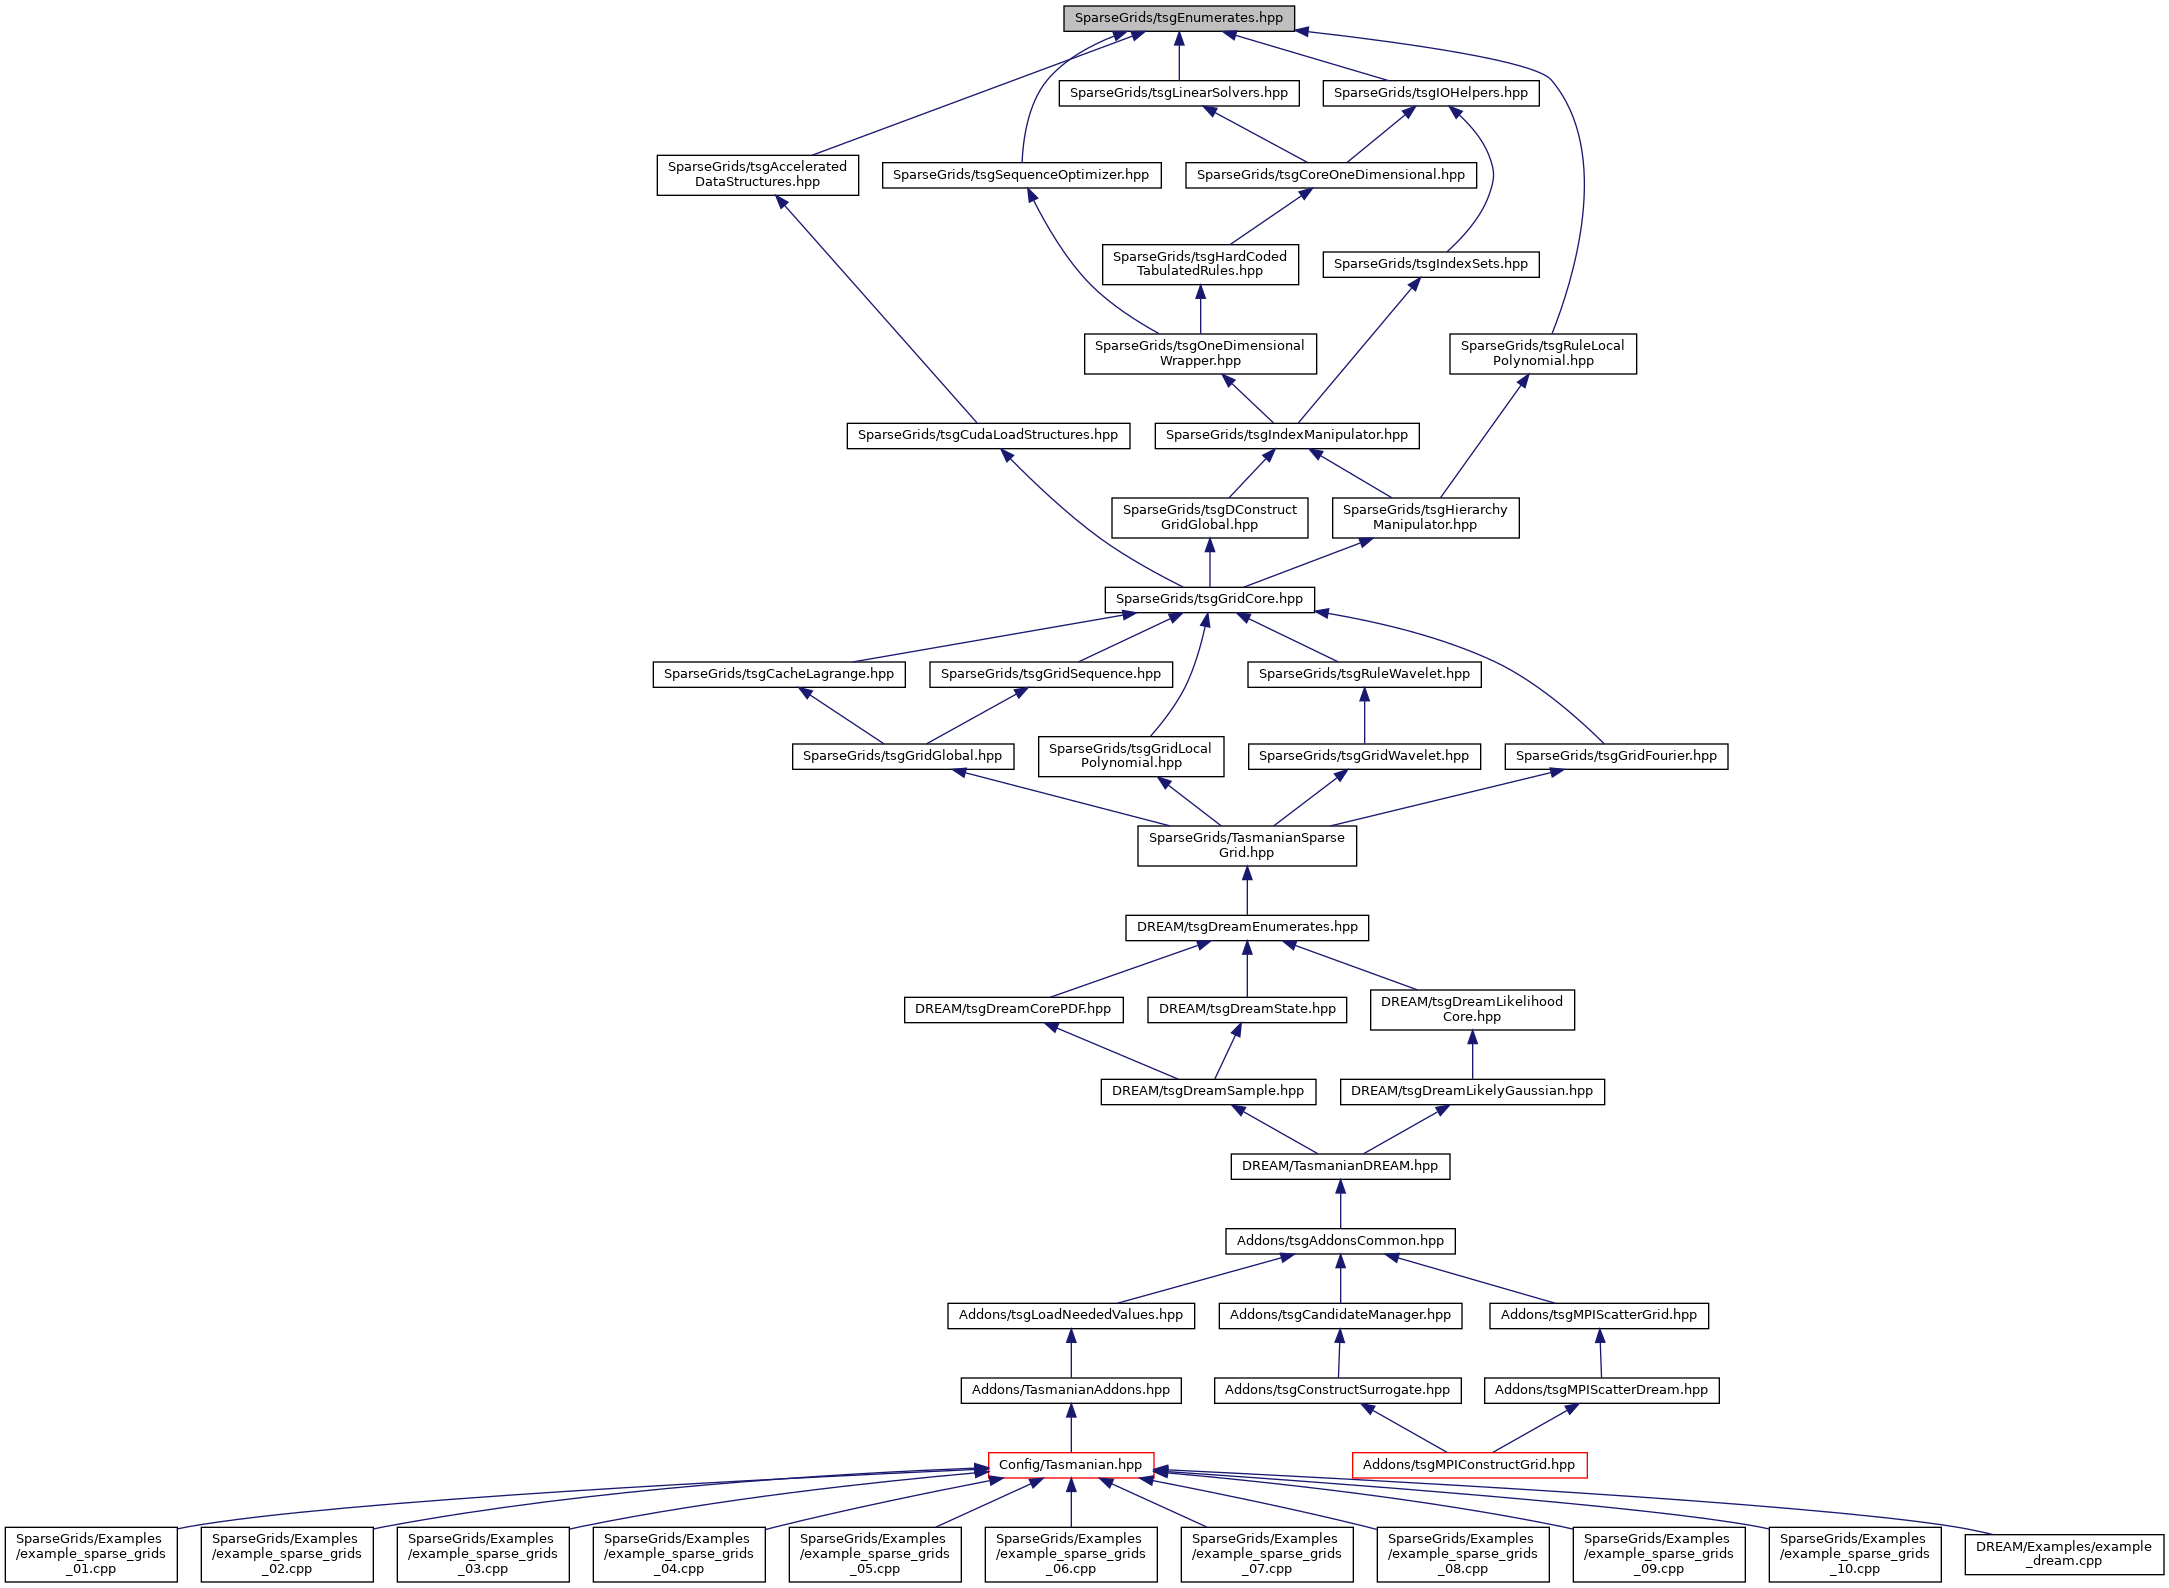 SparseGrids/tsgEnumerates.hpp
SparseGrids/tsgLinearSolvers.hpp
SparseGrids/tsgIOHelpers.hpp
SparseGrids/tsgAccelerated
DataStructures.hpp
SparseGrids/tsgSequenceOptimizer.hpp
SparseGrids/tsgCoreOneDimensional.hpp
SparseGrids/tsgHardCoded
TabulatedRules.hpp
SparseGrids/tsgIndexSets.hpp
SparseGrids/tsgOneDimensional
Wrapper.hpp
SparseGrids/tsgRuleLocal
Polynomial.hpp
SparseGrids/tsgCudaLoadStructures.hpp
SparseGrids/tsgIndexManipulator.hpp
SparseGrids/tsgDConstruct
GridGlobal.hpp
SparseGrids/tsgHierarchy
Manipulator.hpp
SparseGrids/tsgGridCore.hpp
SparseGrids/tsgCacheLagrange.hpp
SparseGrids/tsgGridSequence.hpp
SparseGrids/tsgRuleWavelet.hpp
SparseGrids/tsgGridGlobal.hpp
SparseGrids/tsgGridLocal
Polynomial.hpp
SparseGrids/tsgGridWavelet.hpp
SparseGrids/tsgGridFourier.hpp
SparseGrids/TasmanianSparse
Grid.hpp
DREAM/tsgDreamEnumerates.hpp
DREAM/tsgDreamCorePDF.hpp
DREAM/tsgDreamState.hpp
DREAM/tsgDreamLikelihood
Core.hpp
DREAM/tsgDreamSample.hpp
DREAM/tsgDreamLikelyGaussian.hpp
DREAM/TasmanianDREAM.hpp
Addons/tsgAddonsCommon.hpp
Addons/tsgLoadNeededValues.hpp
Addons/tsgCandidateManager.hpp
Addons/tsgMPIScatterGrid.hpp
Addons/TasmanianAddons.hpp
Addons/tsgConstructSurrogate.hpp
Addons/tsgMPIScatterDream.hpp
Config/Tasmanian.hpp
Addons/tsgMPIConstructGrid.hpp
SparseGrids/Examples
/example_sparse_grids
_01.cpp
SparseGrids/Examples
/example_sparse_grids
_02.cpp
SparseGrids/Examples
/example_sparse_grids
_03.cpp
SparseGrids/Examples
/example_sparse_grids
_04.cpp
SparseGrids/Examples
/example_sparse_grids
_05.cpp
SparseGrids/Examples
/example_sparse_grids
_06.cpp
SparseGrids/Examples
/example_sparse_grids
_07.cpp
SparseGrids/Examples
/example_sparse_grids
_08.cpp
SparseGrids/Examples
/example_sparse_grids
_09.cpp
SparseGrids/Examples
/example_sparse_grids
_10.cpp
DREAM/Examples/example
_dream.cpp